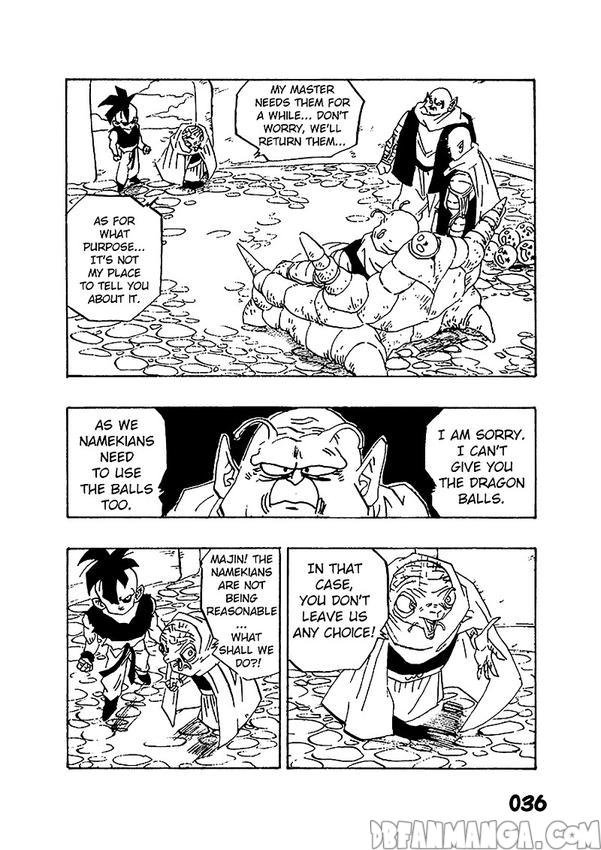 MY MASTER
NEEDS THEM FOR
A WHILE... DON'T
WORRY, WE'LL
RETURN THEM...
AS FOR
WHAT
PURPOSE...
IT'S NOT
MY PLACE
TO TELL YOU
ABOUT IT.
I AM SORRY.
I CAN'T
GIVE YOU
THE DRAGON
BALLS.
AS WE
NAMEKIANS
NEED
TO USE
THE BALLS
TOO.
IN THAT
CASE,
YOU DON'T
LEAVE US
ANY CHOICE!
MAJIN! THE
NAMEKIANS
ARE NOT
BEING
REASONABLE
...
WHAT
SHALL WE
DO?!
036
DBFANMANGA.COM